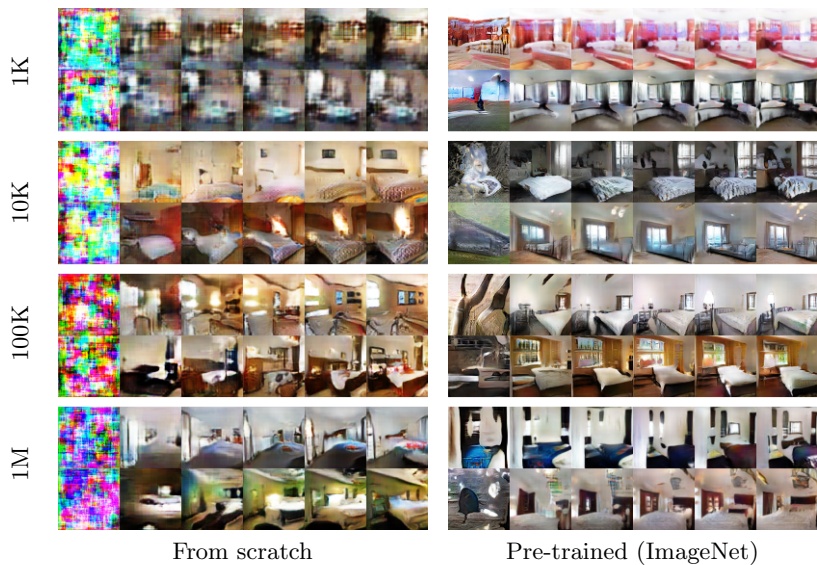 1K
10K
100K
1M
From scratch
Pre-trained (ImageNet)